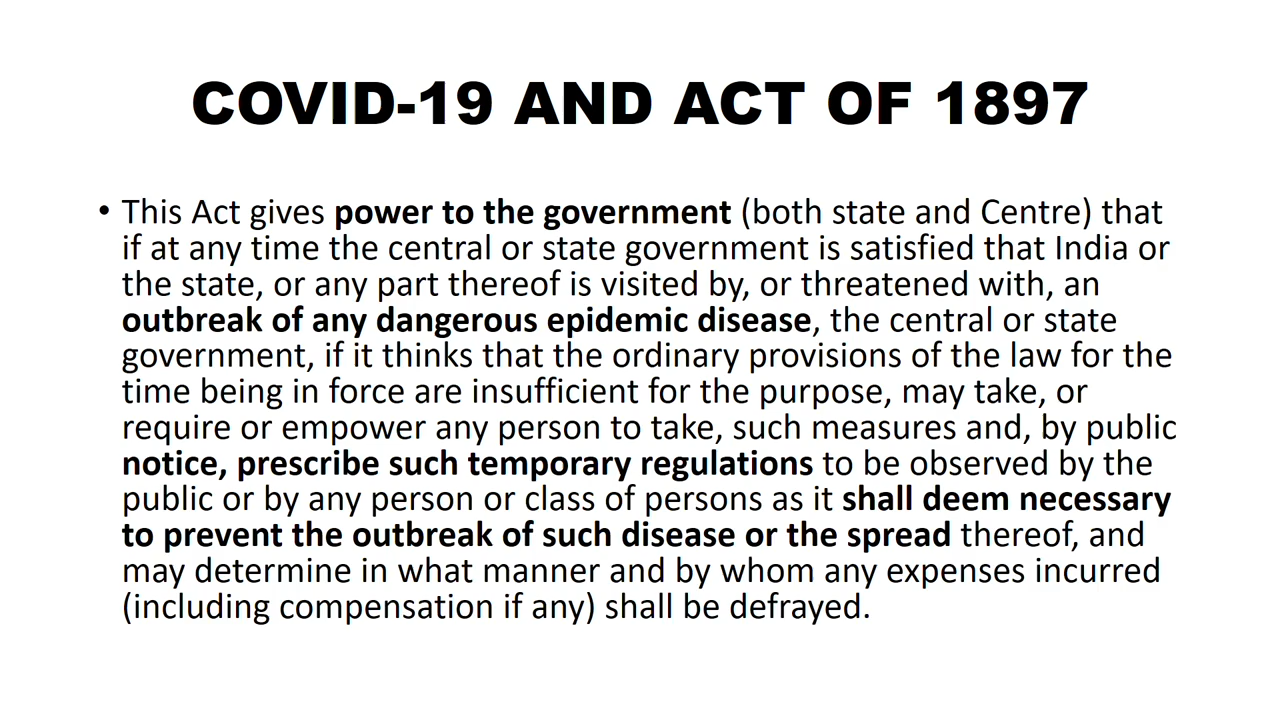 COVID-19 AND ACT OF 1897
• This Act gives power to the government (both state and Centre) that
if at any time the central or state government is satisfied that India or
the state, or any part thereof is visited by, or threatened with, an
outbreak of any dangerous epidemic disease, the central or state
government, if it thinks that the ordinary provisions of the law for the
time being in force are insufficient for the purpose, may take, or
require or empower any person to take, such measures and, by public
notice, prescribe such temporary regulations to be observed by the
public or by any person or class of persons as it shall deem necessary
to prevent the outbreak of such disease or the spread thereof, and
may determine in what manner and by whom any expenses incurred
(including compensation if any) shall be defrayed.